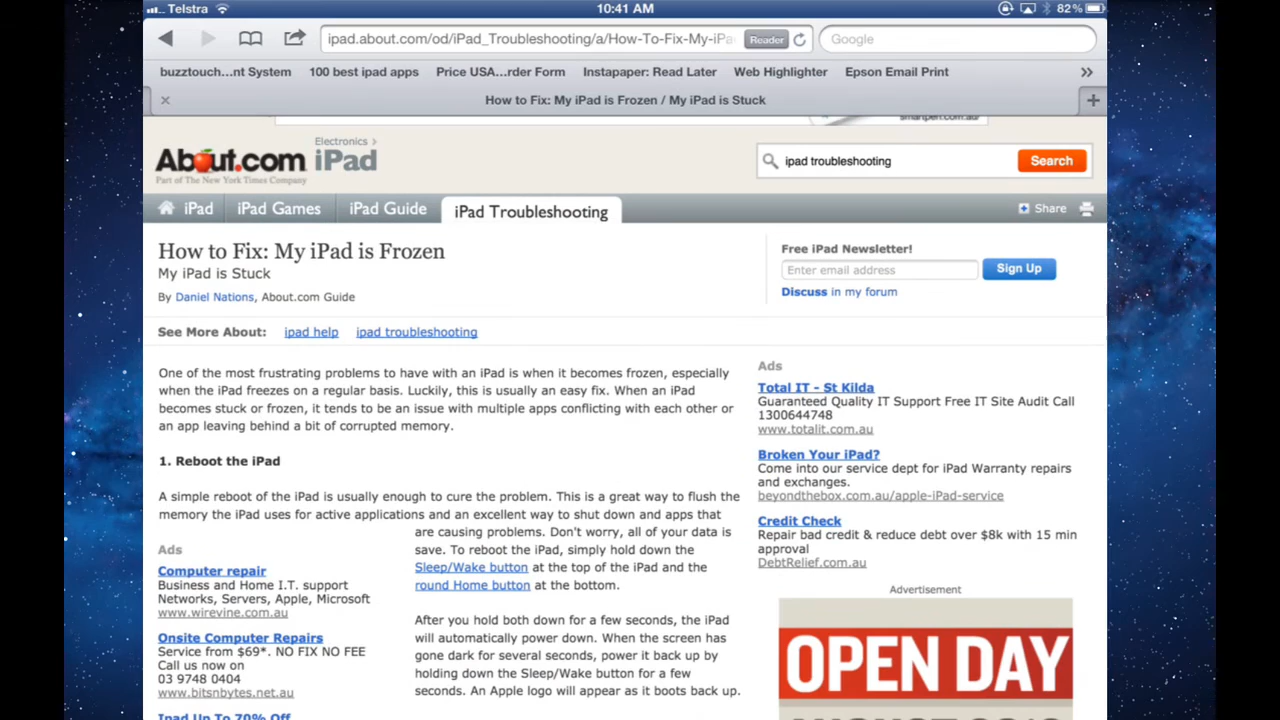 Telstra
10:41 AM
82%
ipad.about.com/od/iPad_Troubleshooting/a/How-To-Fix-My-iPa
Reader
Google
buzztouch...nt System
100 best ipad apps
Price USA...rder Form
Instapaper: Read Later
Web Highlighter
Epson Email Print
»
How to Fix: My iPad is Frozen / My iPad is Stuck
smartpen.com.au/
About.com
Part of The New York Times Company
Electronics >
iPad
ipad troubleshooting
Search
iPad
iPad Games
iPad Guide
iPad Troubleshooting
Share
How to Fix: My iPad is Frozen
My iPad is Stuck
By Daniel Nations, About.com Guide
Free iPad Newsletter!
Enter email address
Sign Up
Discuss in my forum
See More About: ipad help ipad troubleshooting
One of the most frustrating problems to have with an iPad is when it becomes frozen, especially
when the iPad freezes on a regular basis. Luckily, this is usually an easy fix. When an iPad
becomes stuck or frozen, it tends to be an issue with multiple apps conflicting with each other or
an app leaving behind a bit of corrupted memory.
1. Reboot the iPad
A simple reboot of the iPad is usually enough to cure the problem. This is a great way to flush the
memory the iPad uses for active applications and an excellent way to shut down and apps that
are causing problems. Don't worry, all of your data is
save. To reboot the iPad, simply hold down the
Sleep/Wake button at the top of the iPad and the
round Home button at the bottom.
After you hold both down for a few seconds, the iPad
will automatically power down. When the screen has
gone dark for several seconds, power it back up by
holding down the Sleep/Wake button for a few
seconds. An Apple logo will appear as it boots back up.
Ads
Computer repair
Business and Home I.T. support
Networks, Servers, Apple, Microsoft
www.wirevine.com.au
Onsite Computer Repairs
Service from $69*. NO FIX NO FEE
Call us now on
03 9748 0404
www.bitsnbytes.net.au
Ipad Up To 70% Off
Ads
Total IT - St Kilda
Guaranteed Quality IT Support Free IT Site Audit Call
1300644748
www.totalit.com.au
Broken Your iPad?
Come into our service dept for iPad Warranty repairs
and exchanges.
beyondthebox.com.au/apple-iPad-service
Credit Check
Repair bad credit & reduce debt over $8k with 15 min
approval
DebtRelief.com.au
Advertisement
OPEN DAY